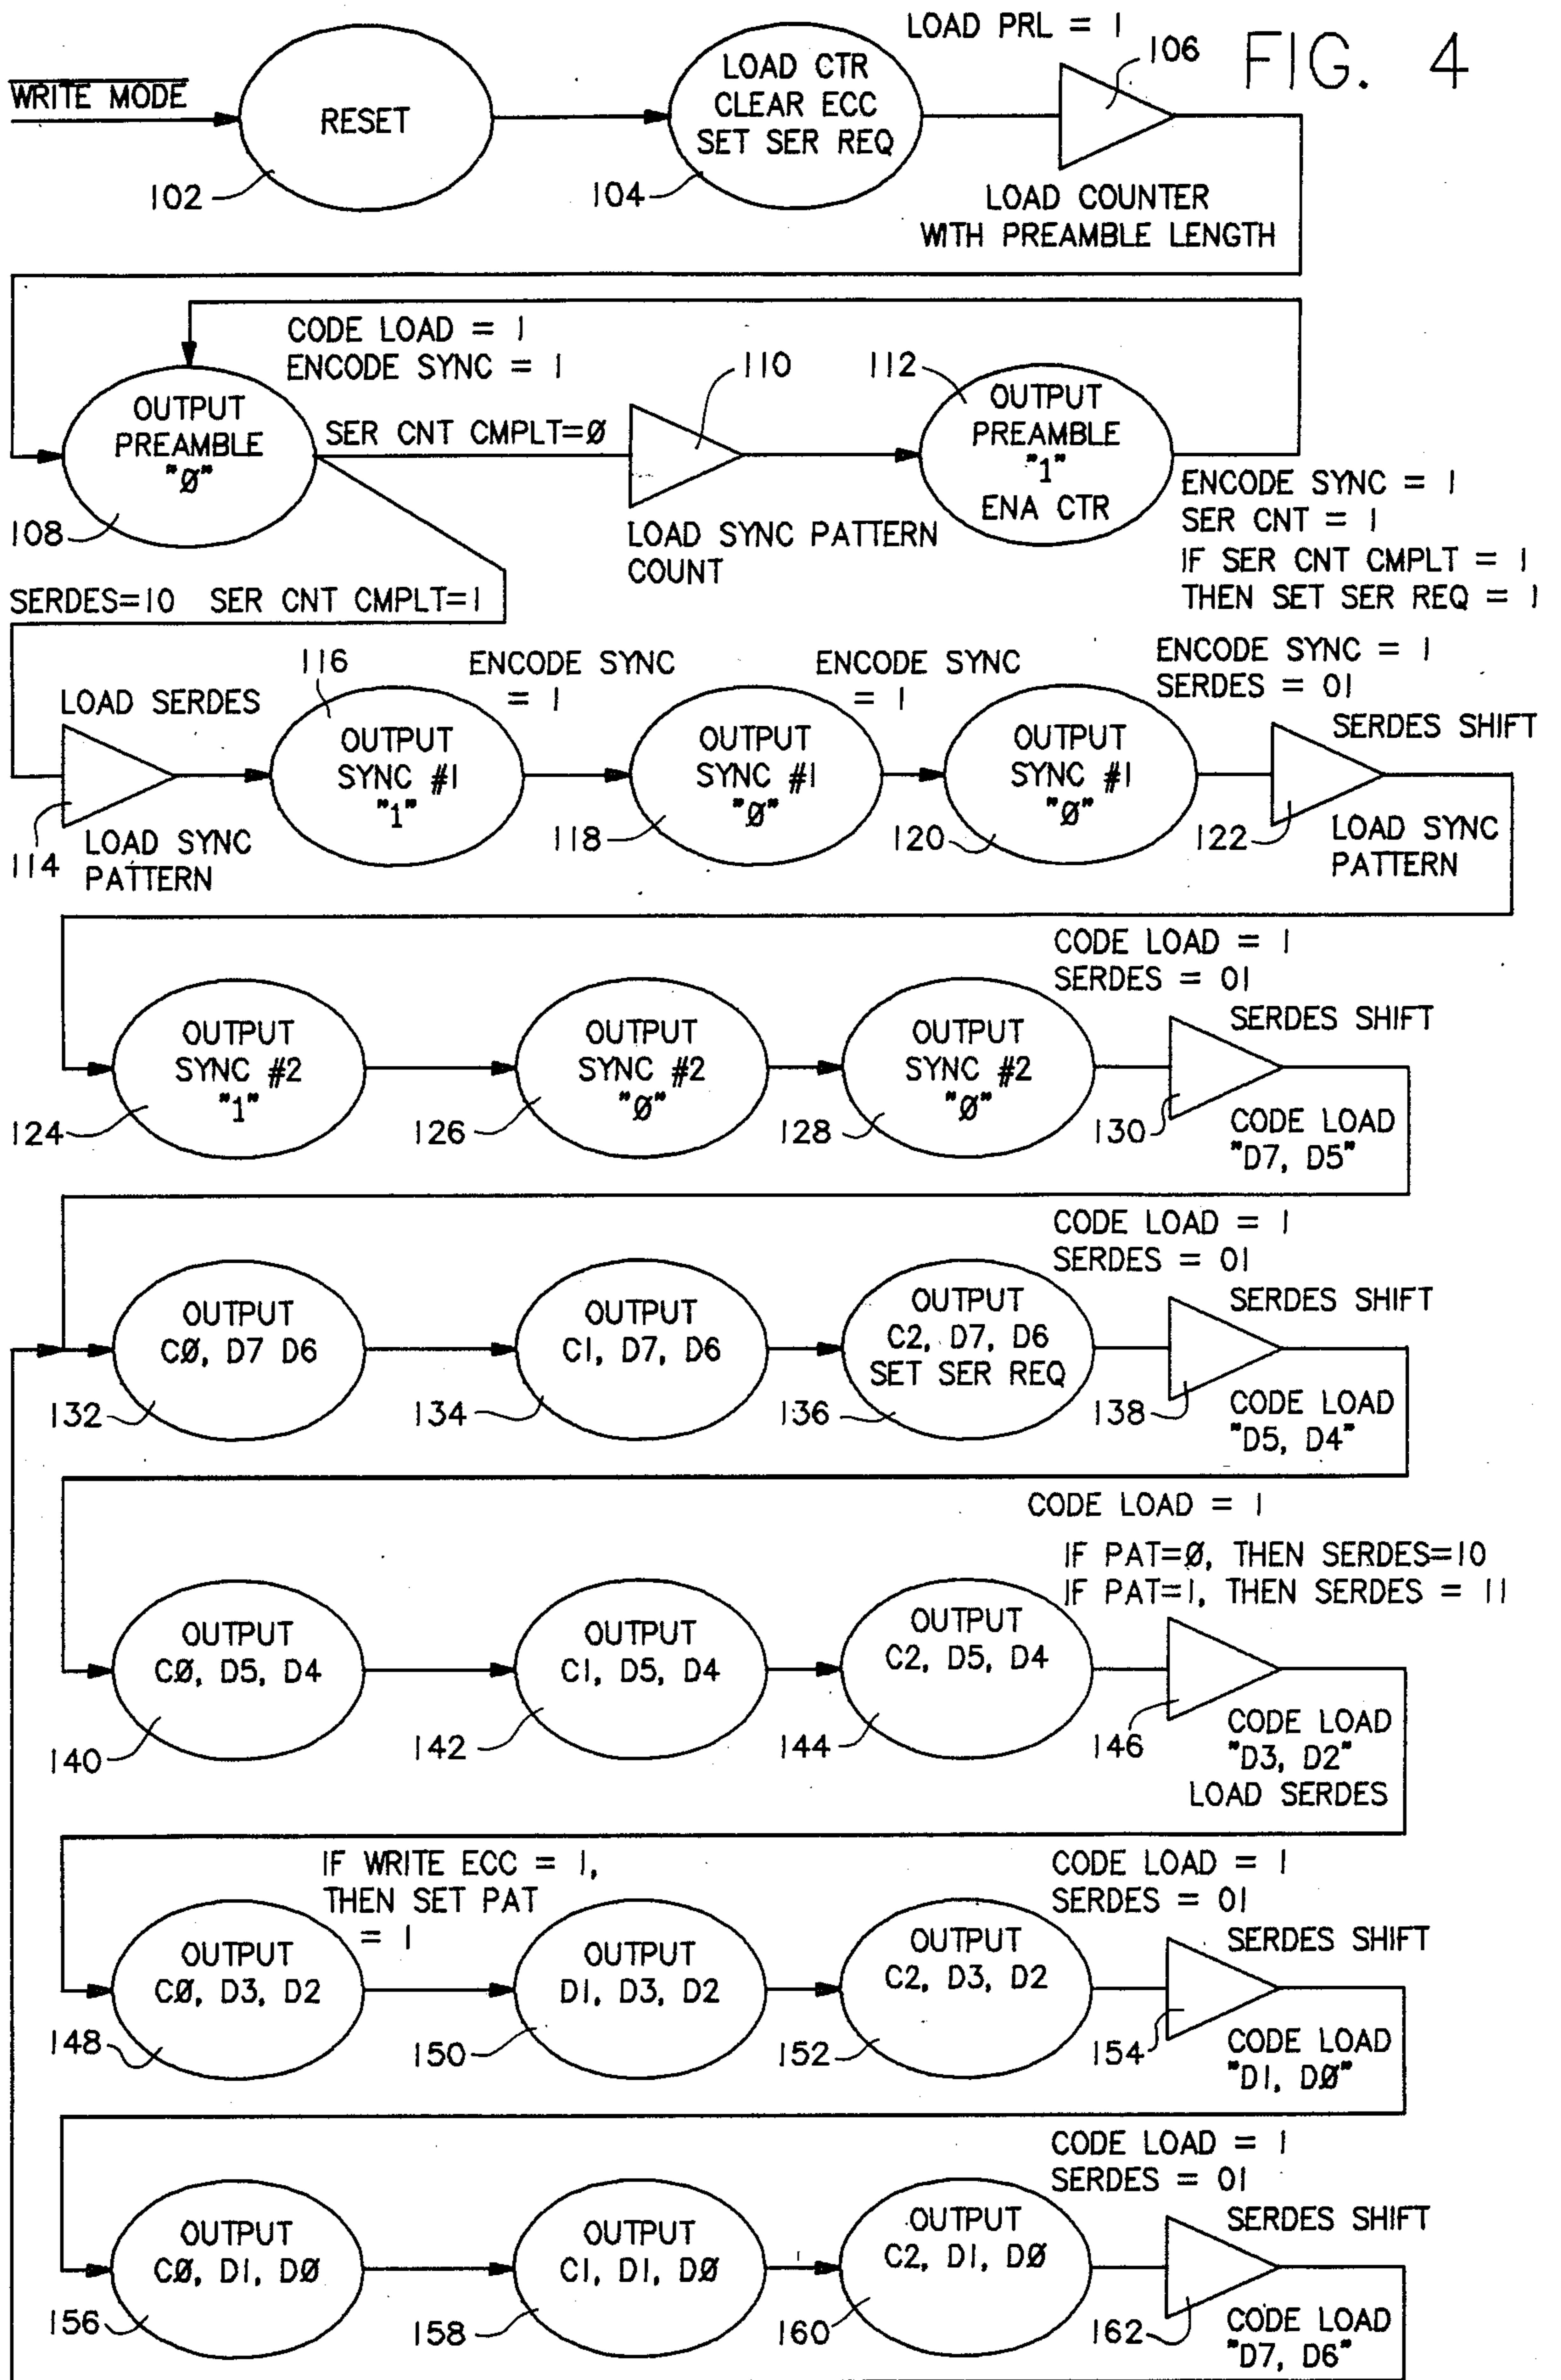 FIG. 4
WRITE MODE
RESET
102
LOAD CTR
CLEAR ECC
SET SER REQ
104
LOAD PRL = 1
106
LOAD COUNTER
WITH PREAMBLE LENGTH
CODE LOAD = 1
ENCODE SYNC = 1
OUTPUT
PREAMBLE
"Ø"
108
SER CNT CMPLT=Ø
110
LOAD SYNC PATTERN
COUNT
112
OUTPUT
PREAMBLE
"1"
ENA CTR
ENCODE SYNC = 1
SER CNT = 1
IF SER CNT CMPLT = 1
THEN SET SER REQ = 1
SERDES=10 SER CNT CMPLT=1
LOAD SERDES
114
LOAD SYNC
PATTERN
116
OUTPUT
SYNC #1
"1"
ENCODE SYNC
= 1
OUTPUT
SYNC #1
"Ø"
118
ENCODE SYNC
= 1
OUTPUT
SYNC #1
"Ø"
120
ENCODE SYNC = 1
SERDES = 01
SERDES SHIFT
122
LOAD SYNC
PATTERN
OUTPUT
SYNC #2
"1"
124
OUTPUT
SYNC #2
"Ø"
126
OUTPUT
SYNC #2
"Ø"
128
CODE LOAD = 1
SERDES = 01
SERDES SHIFT
130
CODE LOAD
"D7, D5"
OUTPUT
CØ, D7 D6
132
OUTPUT
C1, D7, D6
134
OUTPUT
C2, D7, D6
SET SER REQ
136
CODE LOAD = 1
SERDES = 01
SERDES SHIFT
138
CODE LOAD
"D5, D4"
OUTPUT
CØ, D5, D4
140
OUTPUT
C1, D5, D4
142
OUTPUT
C2, D5, D4
144
CODE LOAD = 1
IF PAT=Ø, THEN SERDES=10
IF PAT=1, THEN SERDES = 11
146
CODE LOAD
"D3, D2"
LOAD SERDES
OUTPUT
CØ, D3, D2
148
IF WRITE ECC = 1,
THEN SET PAT
= 1
OUTPUT
D1, D3, D2
150
OUTPUT
C2, D3, D2
152
CODE LOAD = 1
SERDES = 01
SERDES SHIFT
154
CODE LOAD
"D1, DØ"
OUTPUT
CØ, D1, DØ
156
OUTPUT
C1, D1, DØ
158
OUTPUT
C2, D1, DØ
160
CODE LOAD = 1
SERDES = 01
SERDES SHIFT
162
CODE LOAD
"D7, D6"